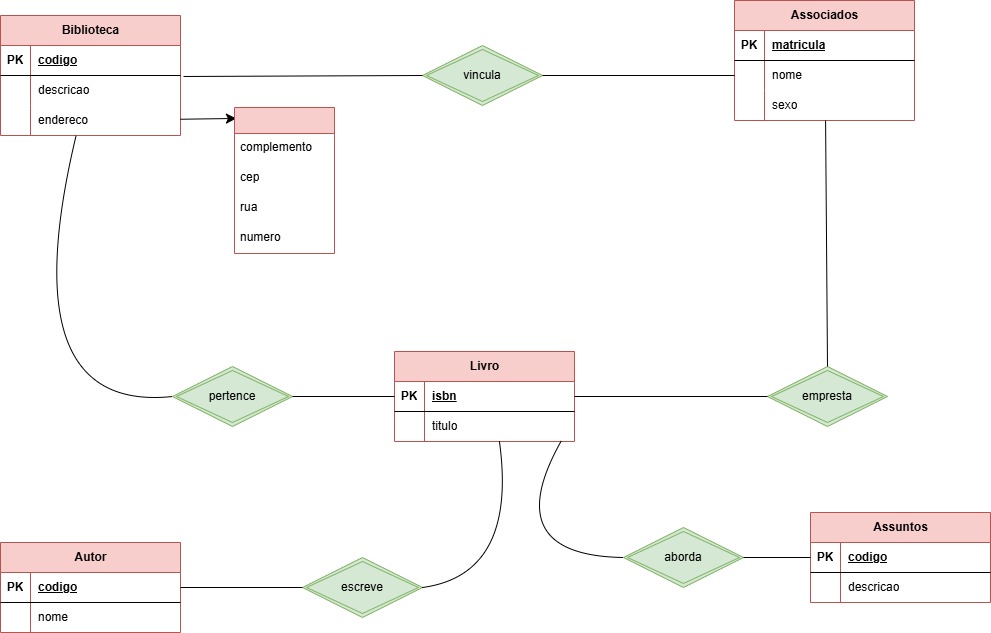 Biblioteca
PK codigo
descricao
endereco
vincula
Associados
PK matricula
nome
sexo
complemento
cep
rua
numero
pertence
Livro
PK isbn
titulo
empresta
Autor
PK codigo
nome
escreve
aborda
Assuntos
PK codigo
descricao